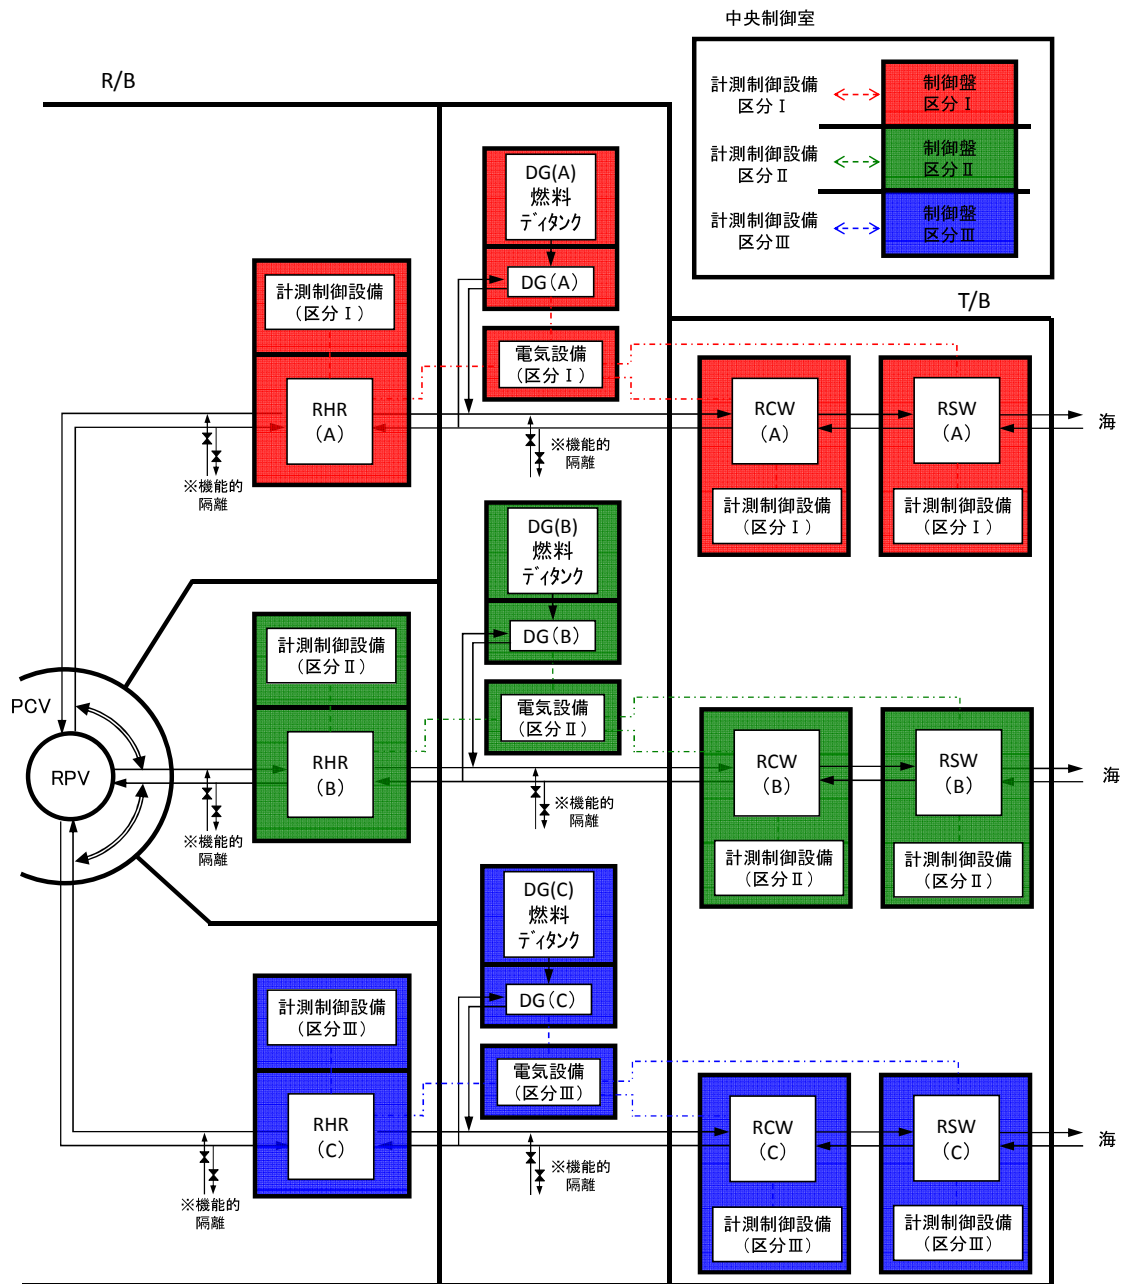 中央制御室
R/B
計測制御設備
区分Ⅰ
制御盤
区分Ⅰ
計測制御設備
区分Ⅱ
制御盤
区分Ⅱ
計測制御設備
区分Ⅲ
制御盤
区分Ⅲ
T/B
DG(A)
燃料
ディタンク
DG(A)
計測制御設備
(区分Ⅰ)
電気設備
(区分Ⅰ)
RHR
(A)
RCW
(A)
RSW
(A)
海
※機能的
隔離
※機能的
隔離
計測制御設備
(区分Ⅰ)
計測制御設備
(区分Ⅰ)
DG(B)
燃料
ディタンク
DG(B)
計測制御設備
(区分Ⅱ)
電気設備
(区分Ⅱ)
PCV
RPV
RHR
(B)
RCW
(B)
RSW
(B)
海
※機能的
隔離
※機能的
隔離
計測制御設備
(区分Ⅱ)
計測制御設備
(区分Ⅱ)
DG(C)
燃料
ディタンク
DG(C)
計測制御設備
(区分Ⅲ)
電気設備
(区分Ⅲ)
RHR
(C)
RCW
(C)
RSW
(C)
海
※機能的
隔離
※機能的
隔離
計測制御設備
(区分Ⅲ)
計測制御設備
(区分Ⅲ)